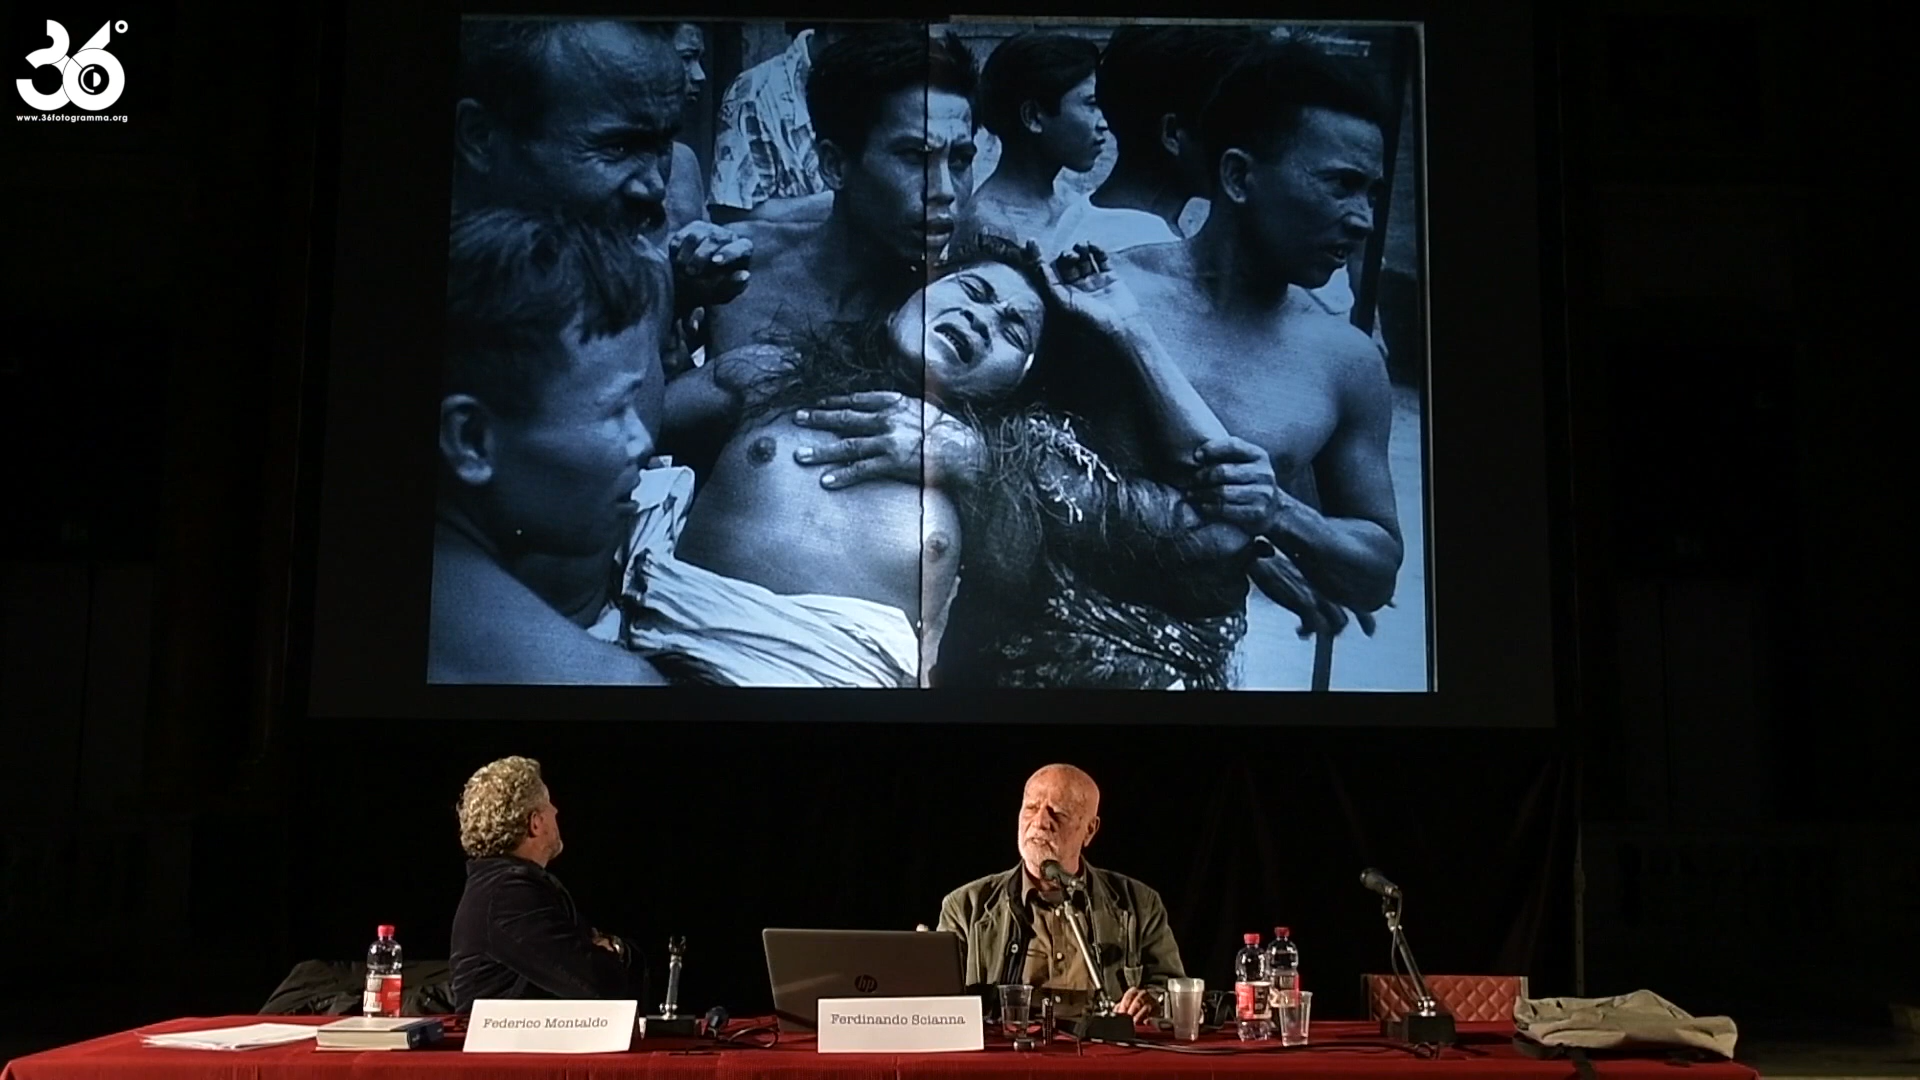 36°
www.36fotogramma.org
Federico Montaldo
hp
Ferdinando Scianna